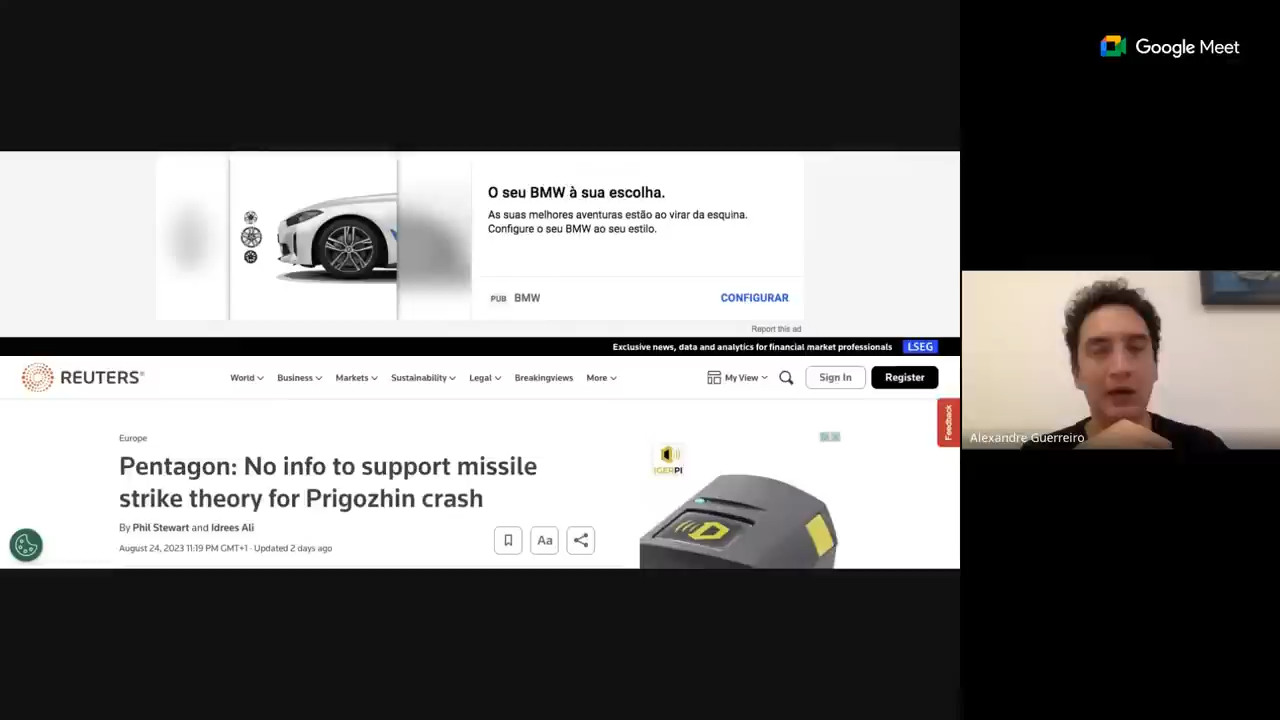 Google Meet
O seu BMW à sua escolha.
As suas melhores aventuras estão ao virar da esquina.
Configure o seu BMW ao seu estilo.
PUB BMW
CONFIGURAR
Report this ad
Exclusive news, data and analytics for financial market professionals
LSEG
REUTERS®
World
Business
Markets
Sustainability
Legal
Breakingviews
More
My View
Sign In
Register
Feedback
Europe
Pentagon: No info to support missile
strike theory for Prigozhin crash
By Phil Stewart and Idrees Ali
August 24, 2023 11:19 PM GMT+1 · Updated 2 days ago
Aa
IGERPI
Alexandre Guerreiro